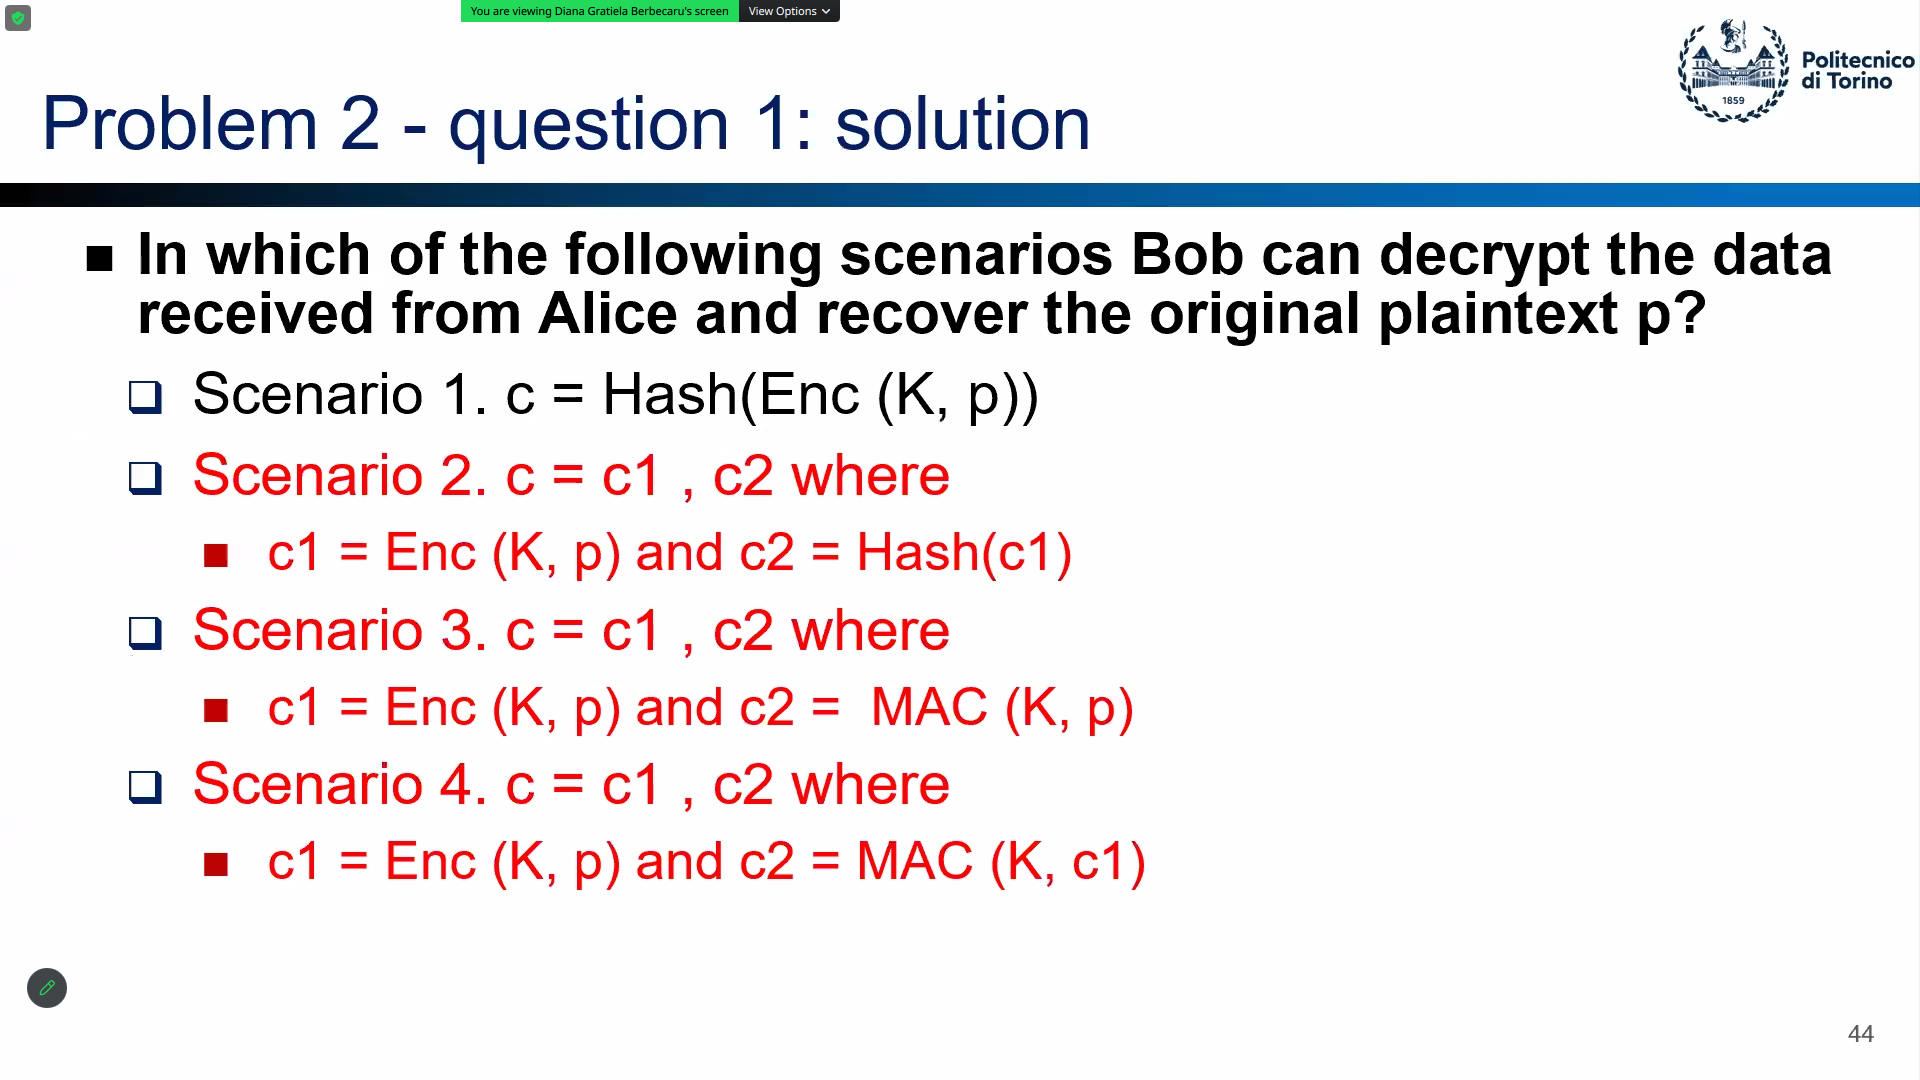 You are viewing Diana Gratiela Berbecaru's screen
View Options
Politecnico
di Torino
1859
Problem 2 - question 1: solution
In which of the following scenarios Bob can decrypt the data
received from Alice and recover the original plaintext p?
Scenario 1. c = Hash(Enc (K, p))
Scenario 2. c = c1 , c2 where
c1 = Enc (K, p) and c2 = Hash(c1)
Scenario 3. c = c1 , c2 where
c1 = Enc (K, p) and c2 = MAC (K, p)
Scenario 4. c = c1 , c2 where
c1 = Enc (K, p) and c2 = MAC (K, c1)
44